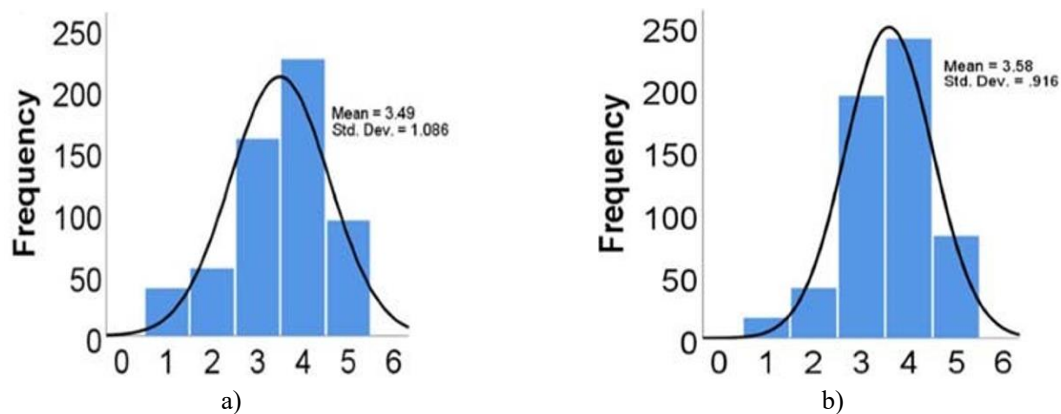 250
200
150
100
50
0
Frequency
Mean = 3.49
Std. Dev. = 1.086
0 1 2 3 4 5 6
a)
250
200
150
100
50
0
Frequency
Mean = 3.58
Std. Dev. = .916
0 1 2 3 4 5 6
b)